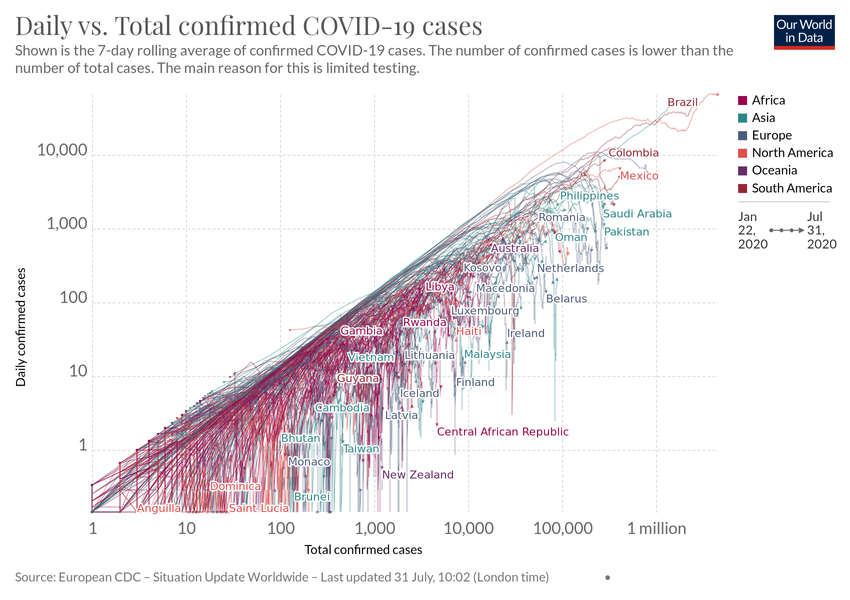 Daily vs. Total confirmed COVID-19 cases
Shown is the 7-day rolling average of confirmed COVID-19 cases. The number of confirmed cases is lower than the
number of total cases. The main reason for this is limited testing.
Our World
in Data
Africa
Asia
Europe
North America
Oceania
South America
Jan
22,
2020
Jul
31,
2020
Daily confirmed cases
10,000
1,000
100
10
1
Brazil
Colombia
Mexico
Philippines
Saudi Arabia
Romania
Pakistan
Oman
Australia
Kosovo
Netherlands
Libya
Macedonia
Belarus
Luxembourg
Rwanda
Gambia
Haiti
Ireland
Vietnam
Lithuania
Malaysia
Guyana
Finland
Iceland
Cambodia
Latvia
Central African Republic
Bhutan
Taiwan
Monaco
New Zealand
Dominica
Brunei
Anguilla
Saint Lucia
1
10
100
1,000
10,000
100,000
1 million
Total confirmed cases
Source: European CDC – Situation Update Worldwide – Last updated 31 July, 10:02 (London time)